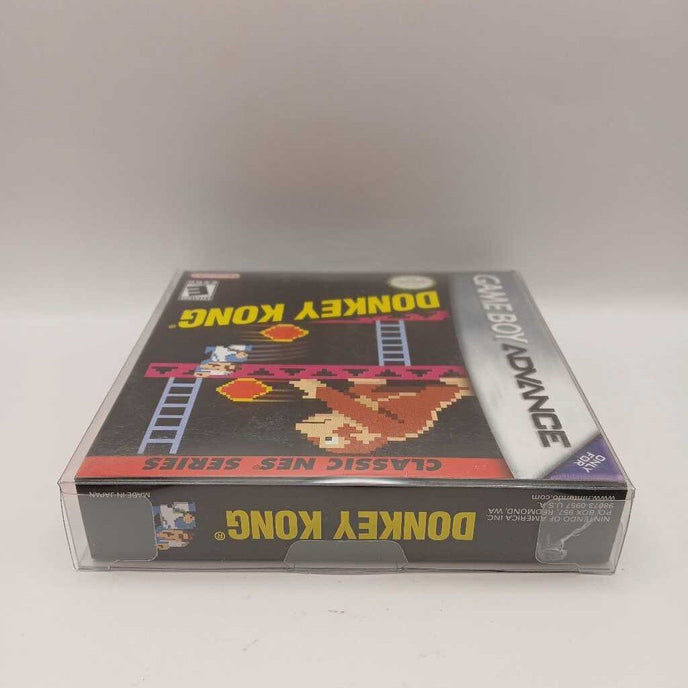 GAME BOY ADVANCE
ONLY
FOR
CLASSIC NES SERIES
DONKEY KONG
DONKEY KONG®
NINTENDO OF AMERICA INC.
P.O. BOX 957, REDMOND, WA
98073-0957 U.S.A.
www.nintendo.com
MADE IN JAPAN